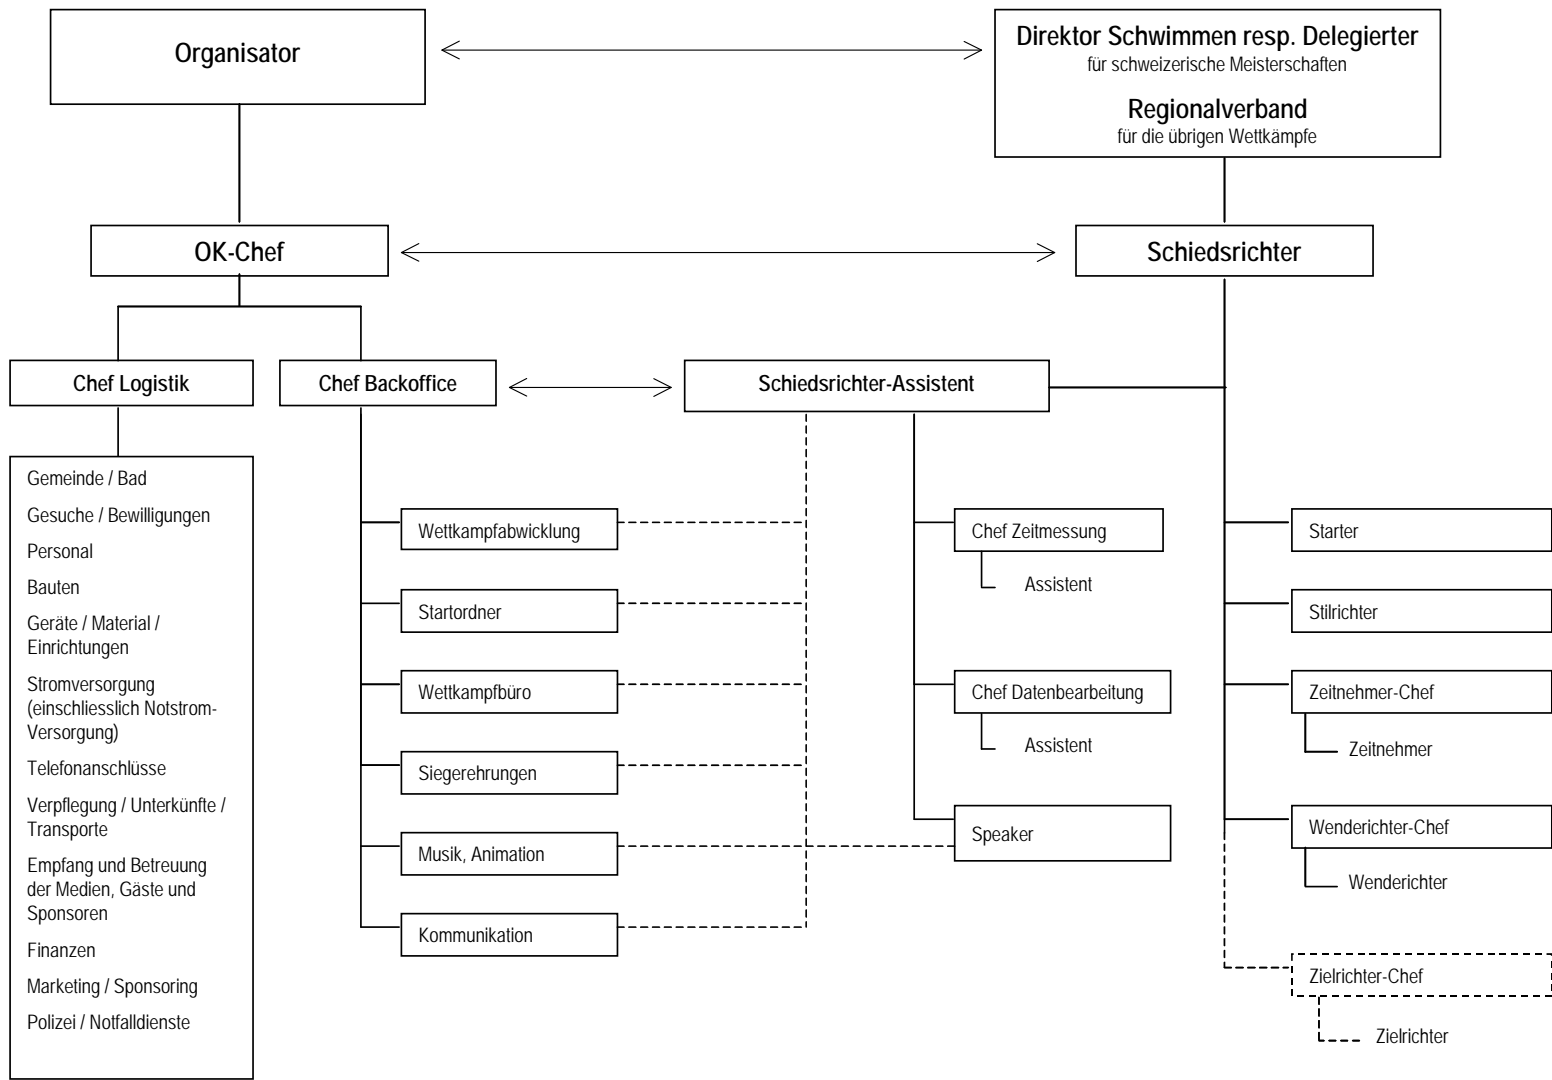 Organisator
Direktor Schwimmen resp. Delegierter
für schweizerische Meisterschaften
Regionalverband
für die übrigen Wettkämpfe
OK-Chef
Schiedsrichter
Chef Logistik
Chef Backoffice
Schiedsrichter-Assistent
Gemeinde / Bad
Gesuche / Bewilligungen
Personal
Bauten
Geräte / Material /
Einrichtungen
Stromversorgung
(einschliesslich Notstrom-
Versorgung)
Telefonanschlüsse
Verpflegung / Unterkünfte /
Transporte
Empfang und Betreuung
der Medien, Gäste und
Sponsoren
Finanzen
Marketing / Sponsoring
Polizei / Notfalldienste
Wettkampfabwicklung
Startordner
Wettkampfbüro
Siegerehrungen
Musik, Animation
Kommunikation
Chef Zeitmessung
Assistent
Chef Datenbearbeitung
Assistent
Speaker
Starter
Stilrichter
Zeitnehmer-Chef
Zeitnehmer
Wenderichter-Chef
Wenderichter
Zielrichter-Chef
Zielrichter